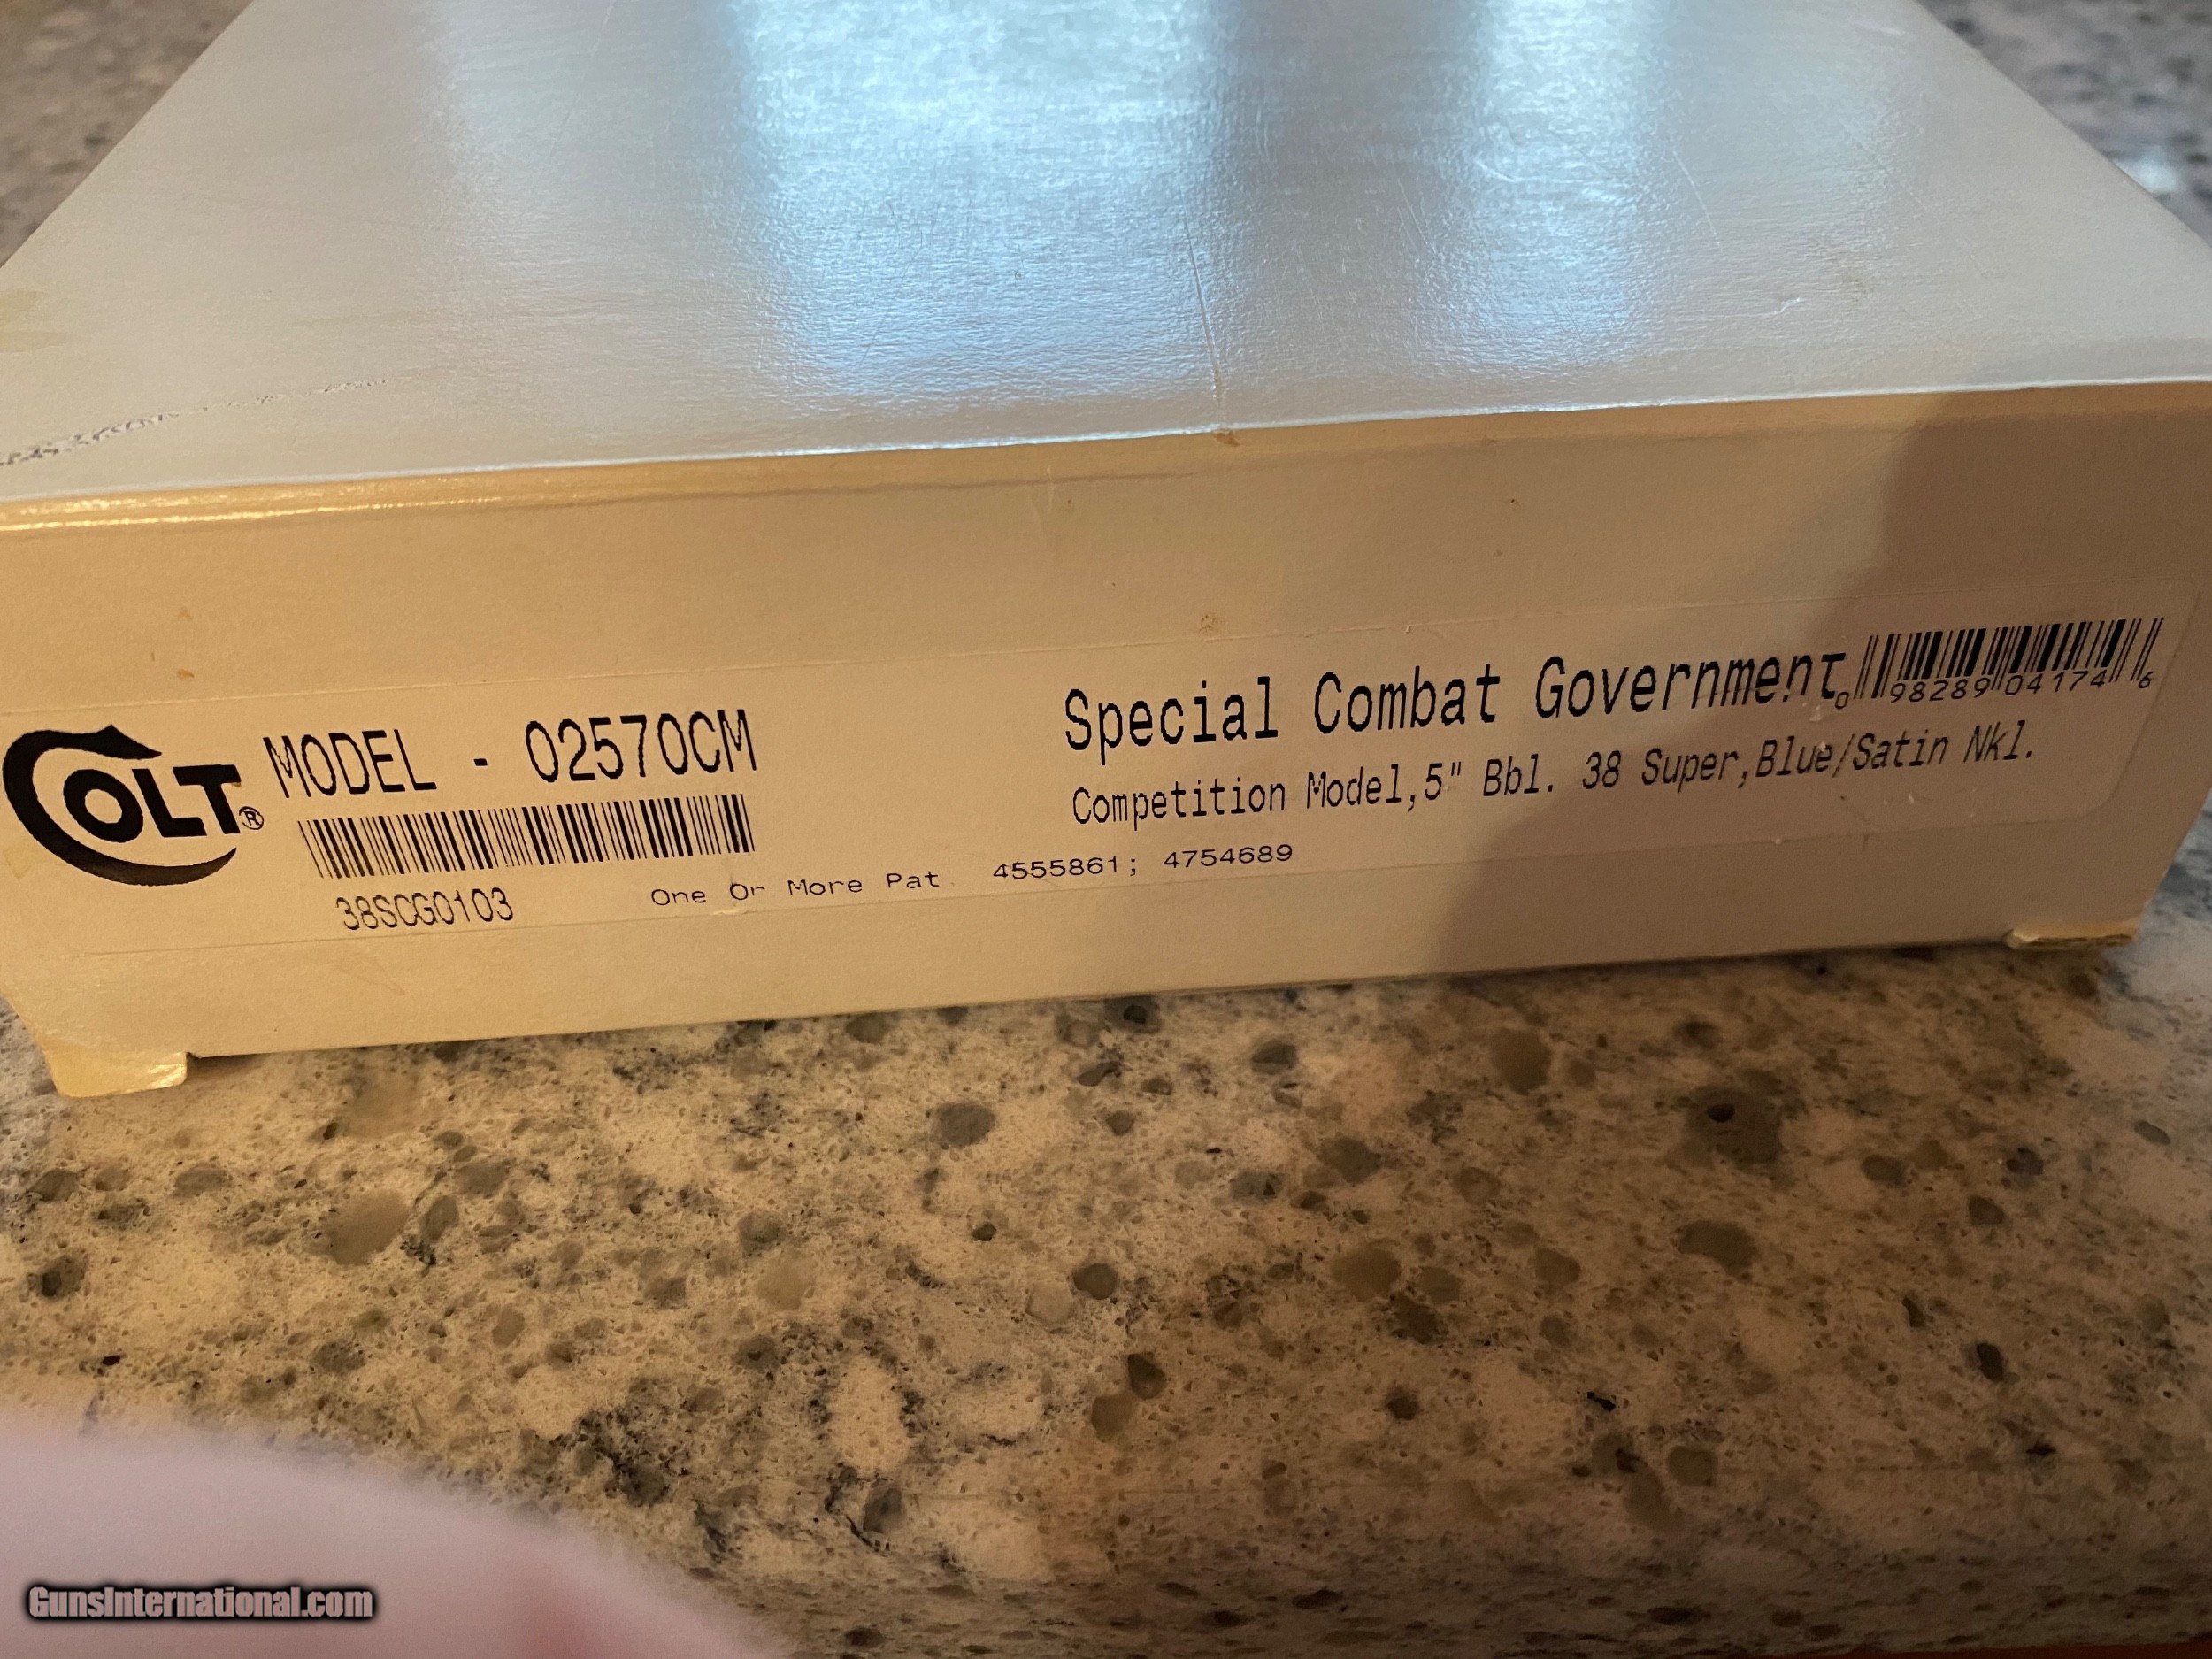 COLT®
MODEL - 02570CM
38SCG0103
One Or More Pat. 4555861; 4754689
Special Combat Government
Competition Model,5" Bbl. 38 Super,Blue/Satin Nkl.
0 98289 04174 6
GunsInternational.com